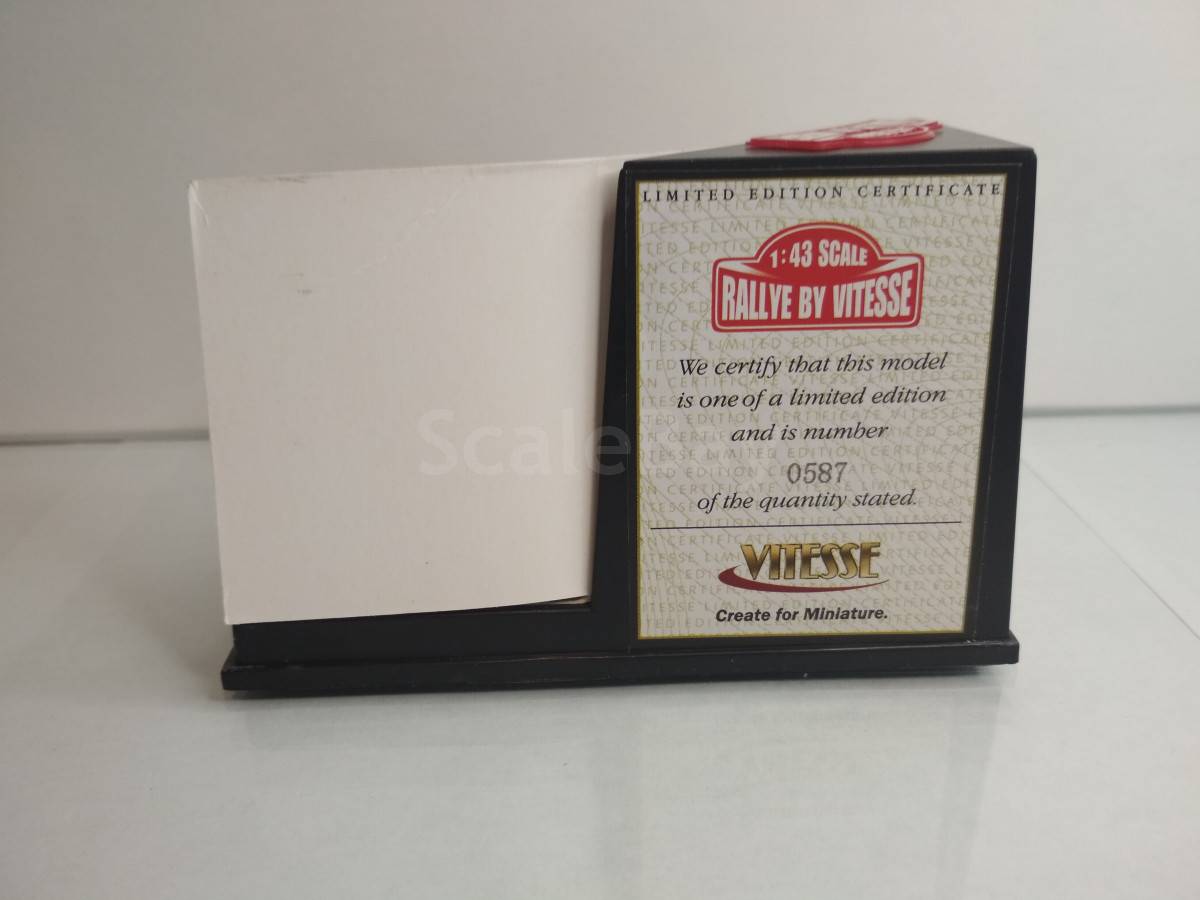 LIMITED EDITION CERTIFICATE
1:43 SCALE
RALLYE BY VITESSE
We certify that this model
is one of a limited edition
and is number
0587
of the quantity stated.
VITESSE
Create for Miniature.
Scale